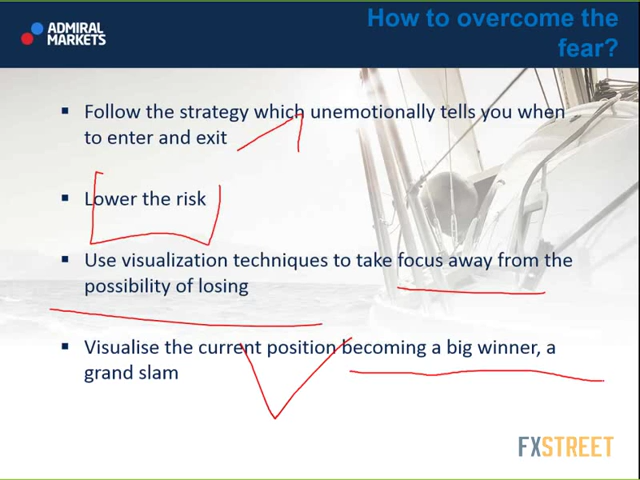 ADMIRAL
MARKETS
How to overcome the
fear?
▪ Follow the strategy which unemotionally tells you when
to enter and exit
▪ Lower the risk
▪ Use visualization techniques to take focus away from the
possibility of losing
▪ Visualise the current position becoming a big winner, a
grand slam
FXSTREET